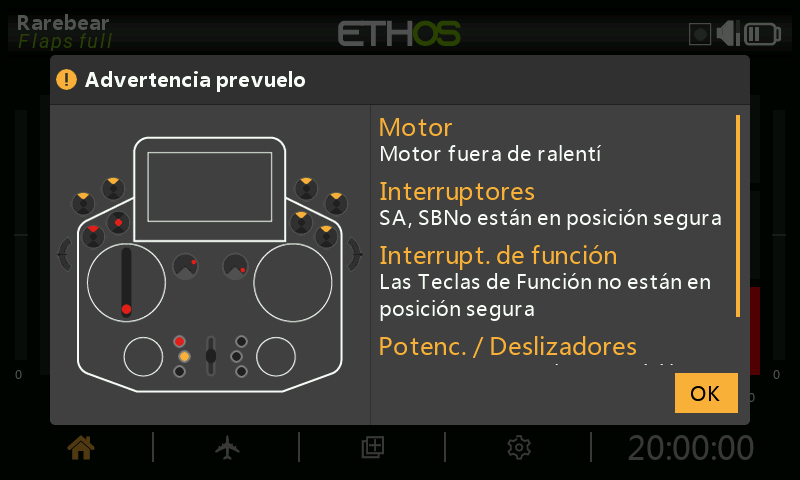 Rarebear
Flaps full
ETHOS
Advertencia prevuelo
Motor
Motor fuera de ralentí
Interruptores
SA, SBNo están en posición segura
Interrupt. de función
Las Teclas de Función no están en
posición segura
Potenc. / Deslizadores
OK
0
0
0
20:00:00